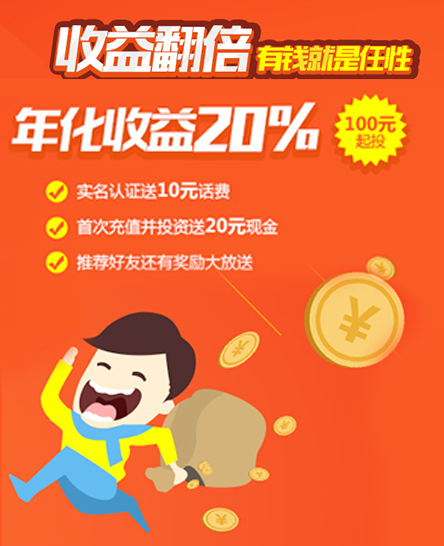 收益翻倍 有钱就是任性
年化收益20%
100元
起投
实名认证送10元话费
首次充值并投资送20元现金
推荐好友还有奖励大放送
¥
¥
¥
¥
¥
¥